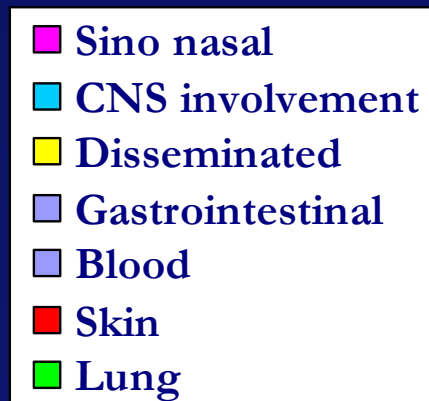 Sino nasal
CNS involvement
Disseminated
Gastrointestinal
Blood
Skin
Lung